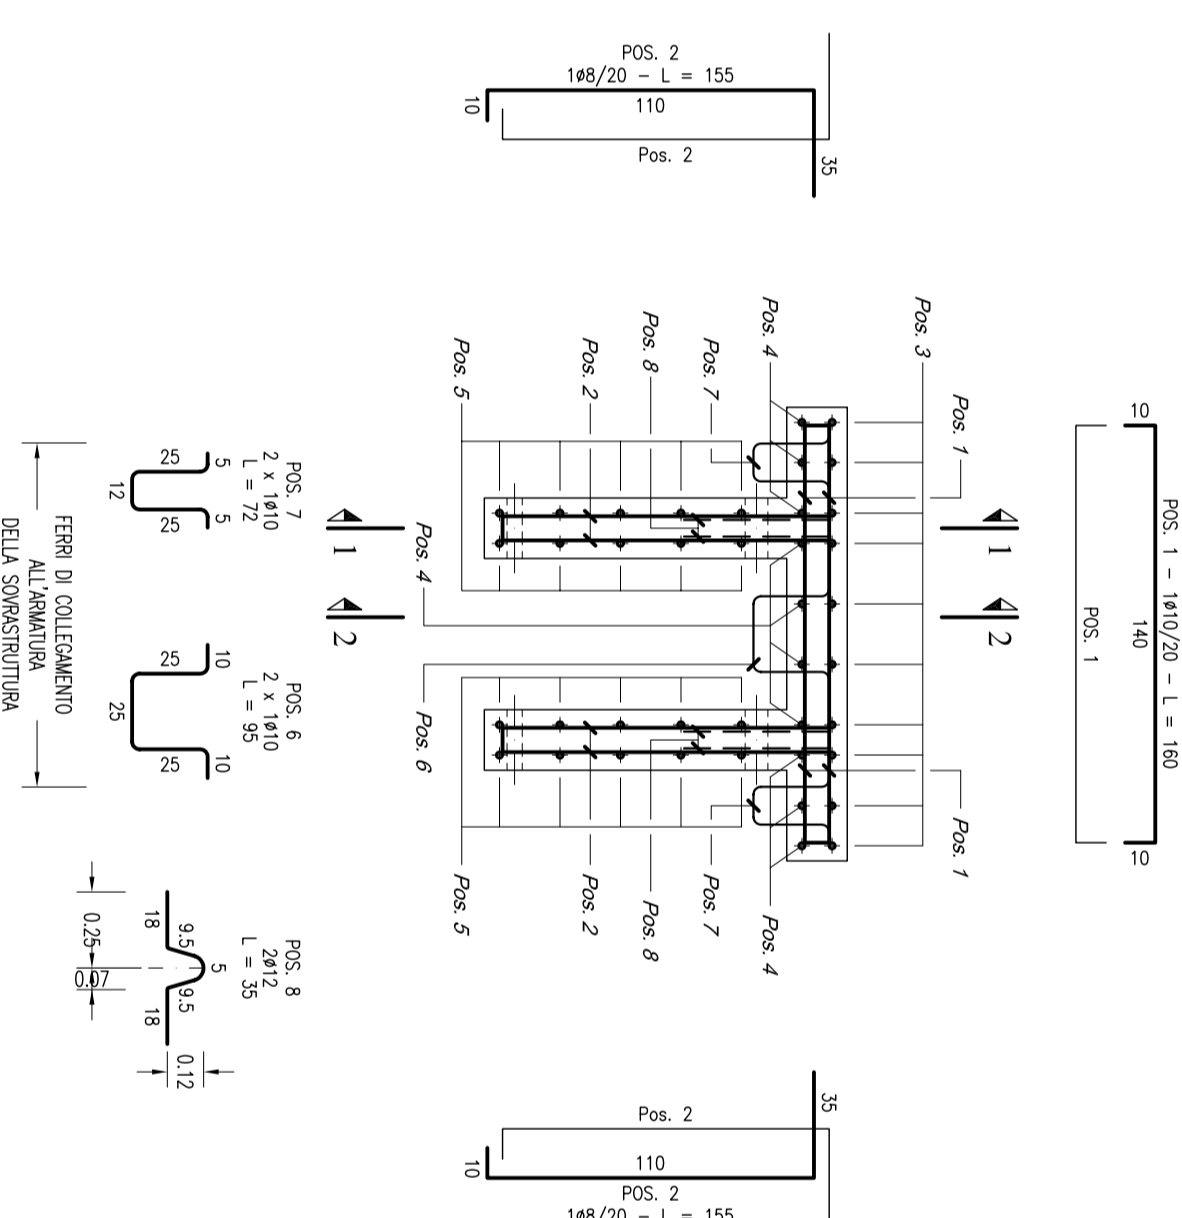 POS. 2
1ø8/20 - L = 155
110
10
35
Pos. 2
POS. 1 - 1ø10/20 - L = 160
10
140
10
POS. 1
Pos. 3
Pos. 1
Pos. 4
Pos. 7
Pos. 8
Pos. 2
Pos. 5
1
2
1
2
Pos. 4
Pos. 6
Pos. 1
Pos. 4
Pos. 7
Pos. 8
Pos. 2
Pos. 5
POS. 7
2 x 1ø10
L = 72
5
5
25
25
12
POS. 6
2 x 1ø10
L = 95
10
10
25
25
25
FERRI DI COLLEGAMENTO
ALL'ARMATURA
DELLA SOVRASTRUTTURA
POS. 8
2ø12
L = 35
5
9.5
9.5
18
18
0.25
0.07
0.12
Pos. 2
35
110
10
POS. 2
1ø8/20 - L = 155